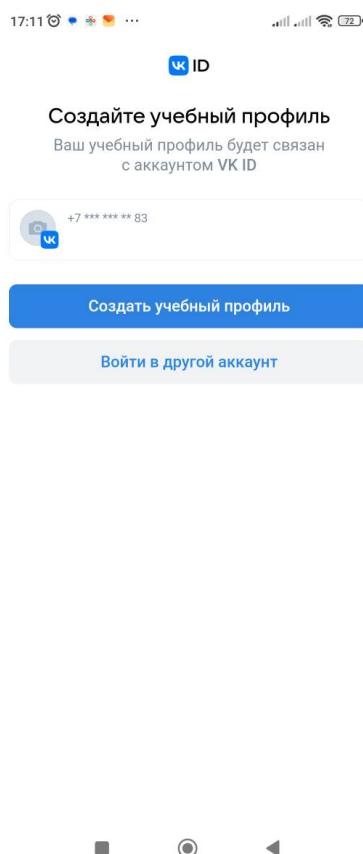 17:11 ... 72
VK ID
Создайте учебный профиль
Ваш учебный профиль будет связан
с аккаунтом VK ID
+7 *** *** ** 83
VK
Создать учебный профиль
Войти в другой аккаунт